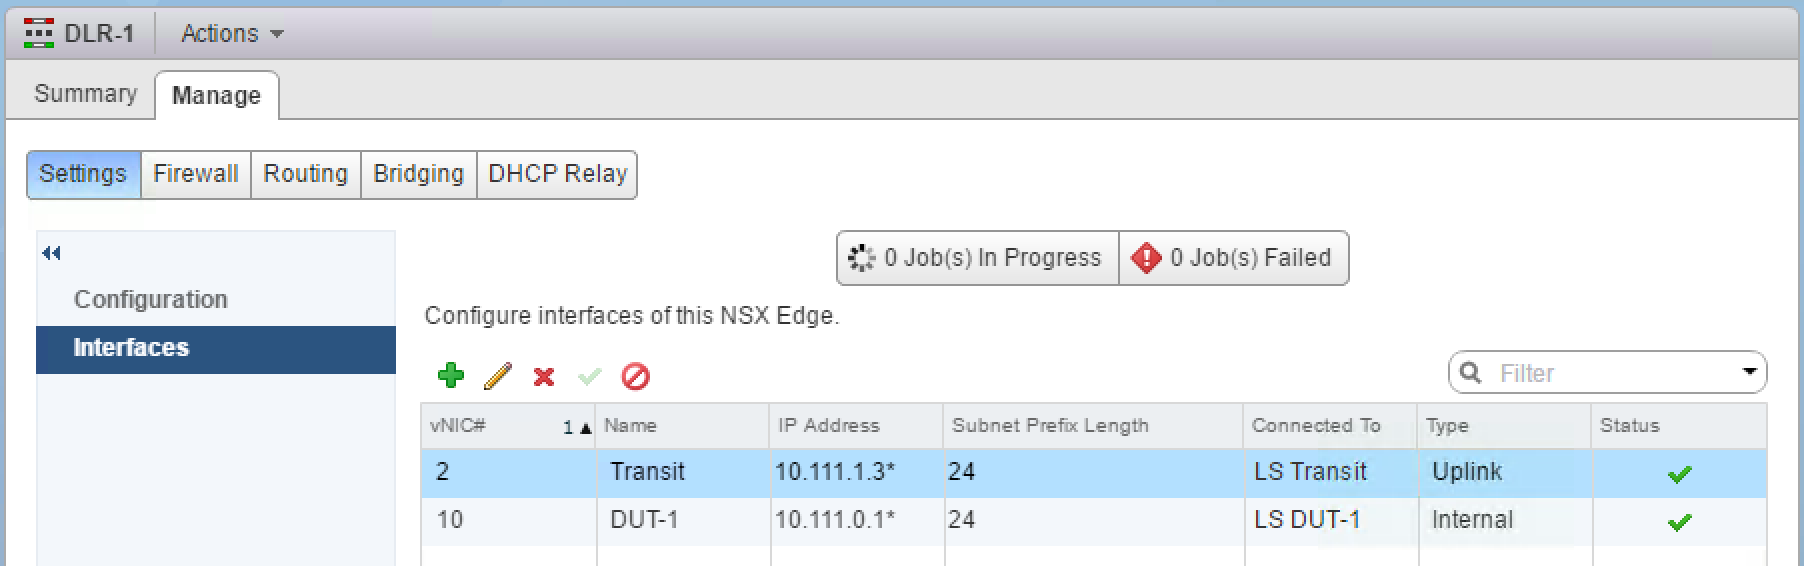 DLR-1 Actions
Summary Manage
Settings Firewall Routing Bridging DHCP Relay
0 Job(s) In Progress 0 Job(s) Failed
Configuration
Configure interfaces of this NSX Edge.
Interfaces
Filter
vNIC# 1 Name IP Address Subnet Prefix Length Connected To Type Status
2 Transit 10.111.1.3* 24 LS Transit Uplink
10 DUT-1 10.111.0.1* 24 LS DUT-1 Internal